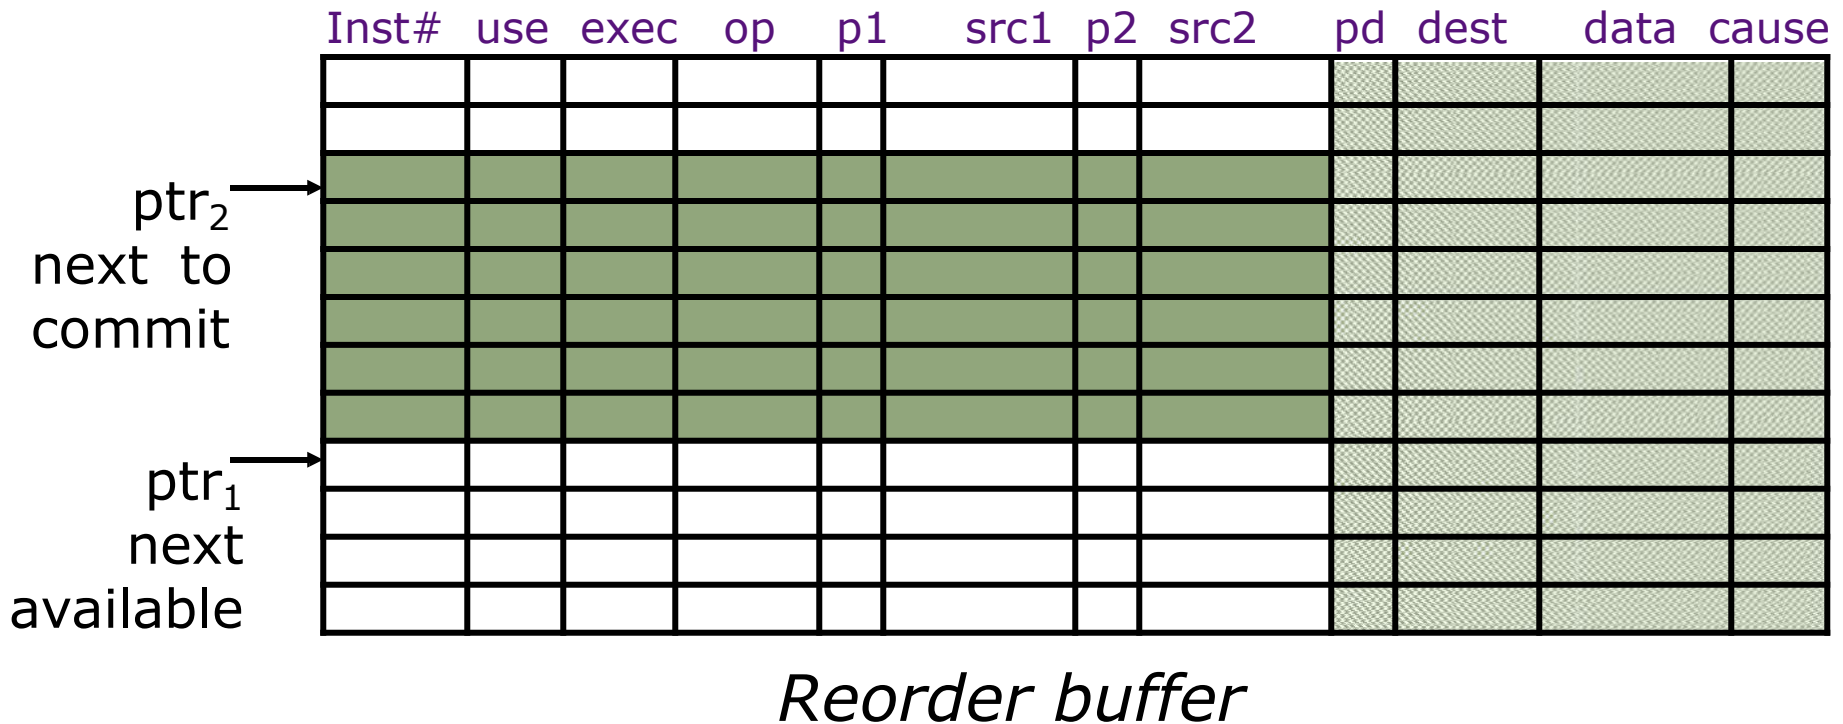 Inst# use exec op p1 src1 p2 src2 pd dest data cause
ptr₂
next to
commit
ptr₁
next
available
Reorder buffer